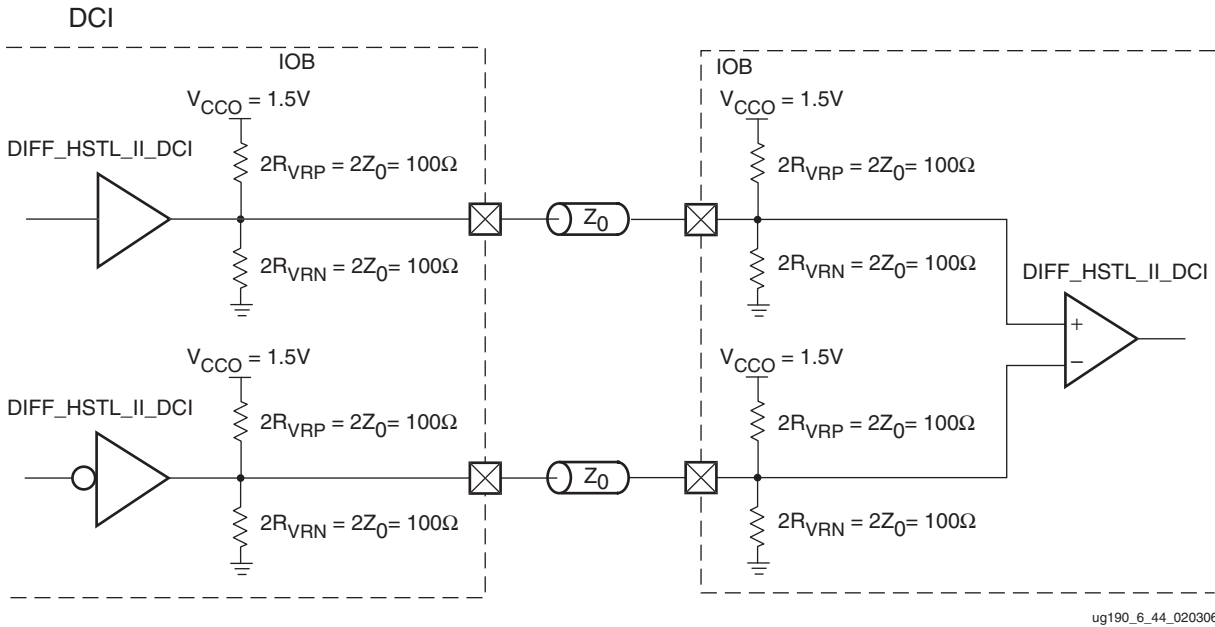 DCI
IOB
IOB
V_CCO = 1.5V
V_CCO = 1.5V
DIFF_HSTL_II_DCI
2R_VRP = 2Z_0= 100Ω
2R_VRP = 2Z_0= 100Ω
Z_0
2R_VRN = 2Z_0= 100Ω
2R_VRN = 2Z_0= 100Ω
DIFF_HSTL_II_DCI
+
–
V_CCO = 1.5V
V_CCO = 1.5V
DIFF_HSTL_II_DCI
2R_VRP = 2Z_0= 100Ω
2R_VRP = 2Z_0= 100Ω
Z_0
2R_VRN = 2Z_0= 100Ω
2R_VRN = 2Z_0= 100Ω
ug190_6_44_020306